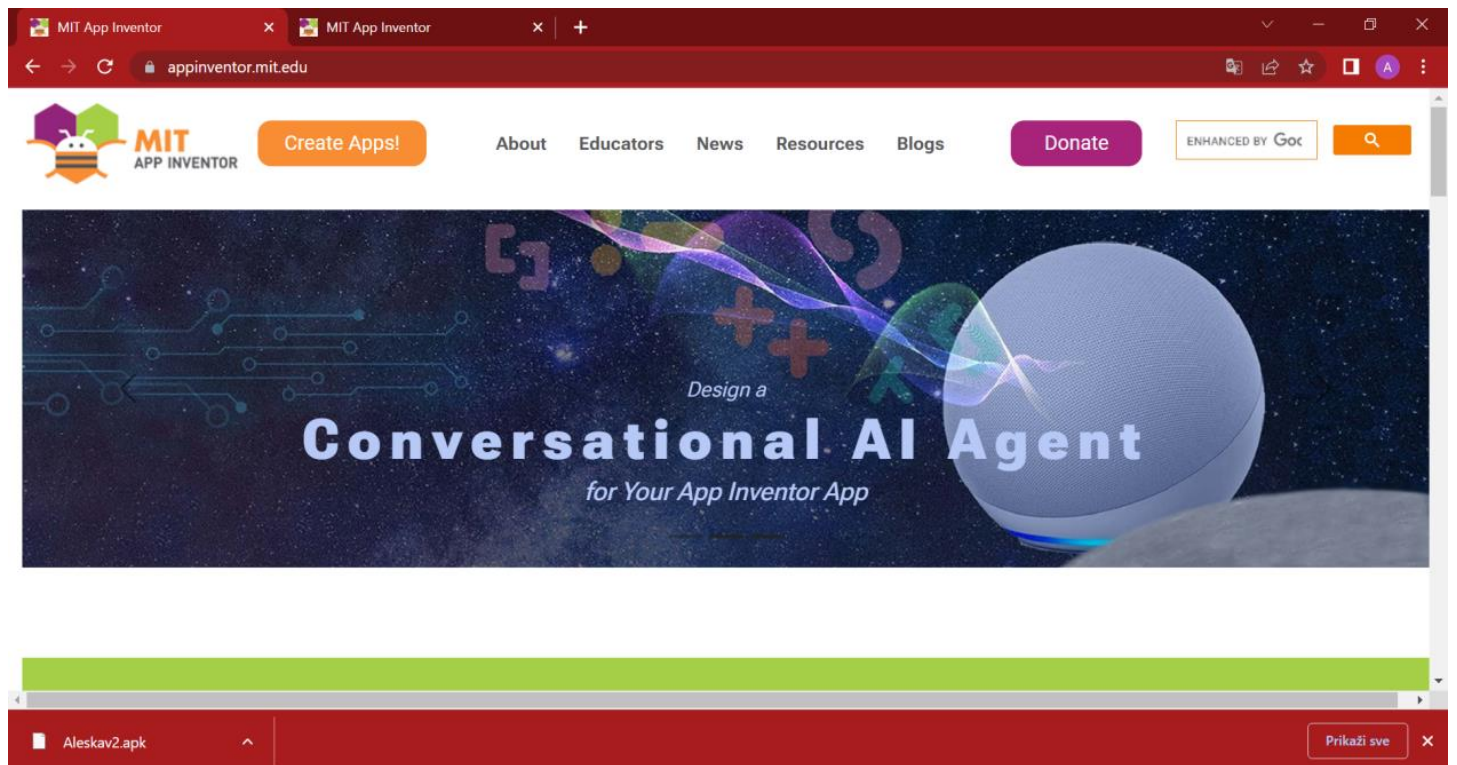 MIT App Inventor
MIT App Inventor
appinventor.mit.edu
A
MIT
APP INVENTOR
Create Apps!
About
Educators
News
Resources
Blogs
Donate
ENHANCED BY Goo
Design a
Conversational AI Agent
for Your App Inventor App
Aleskav2.apk
Prikaži sve